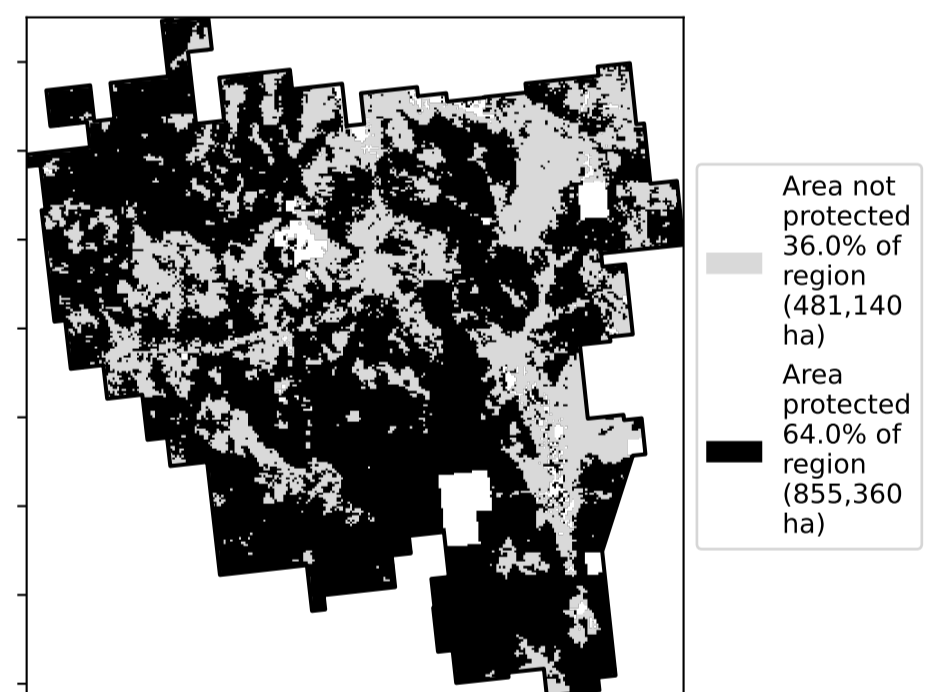 Area not
protected
36.0% of
region
(481,140
ha)
Area
protected
64.0% of
region
(855,360
ha)